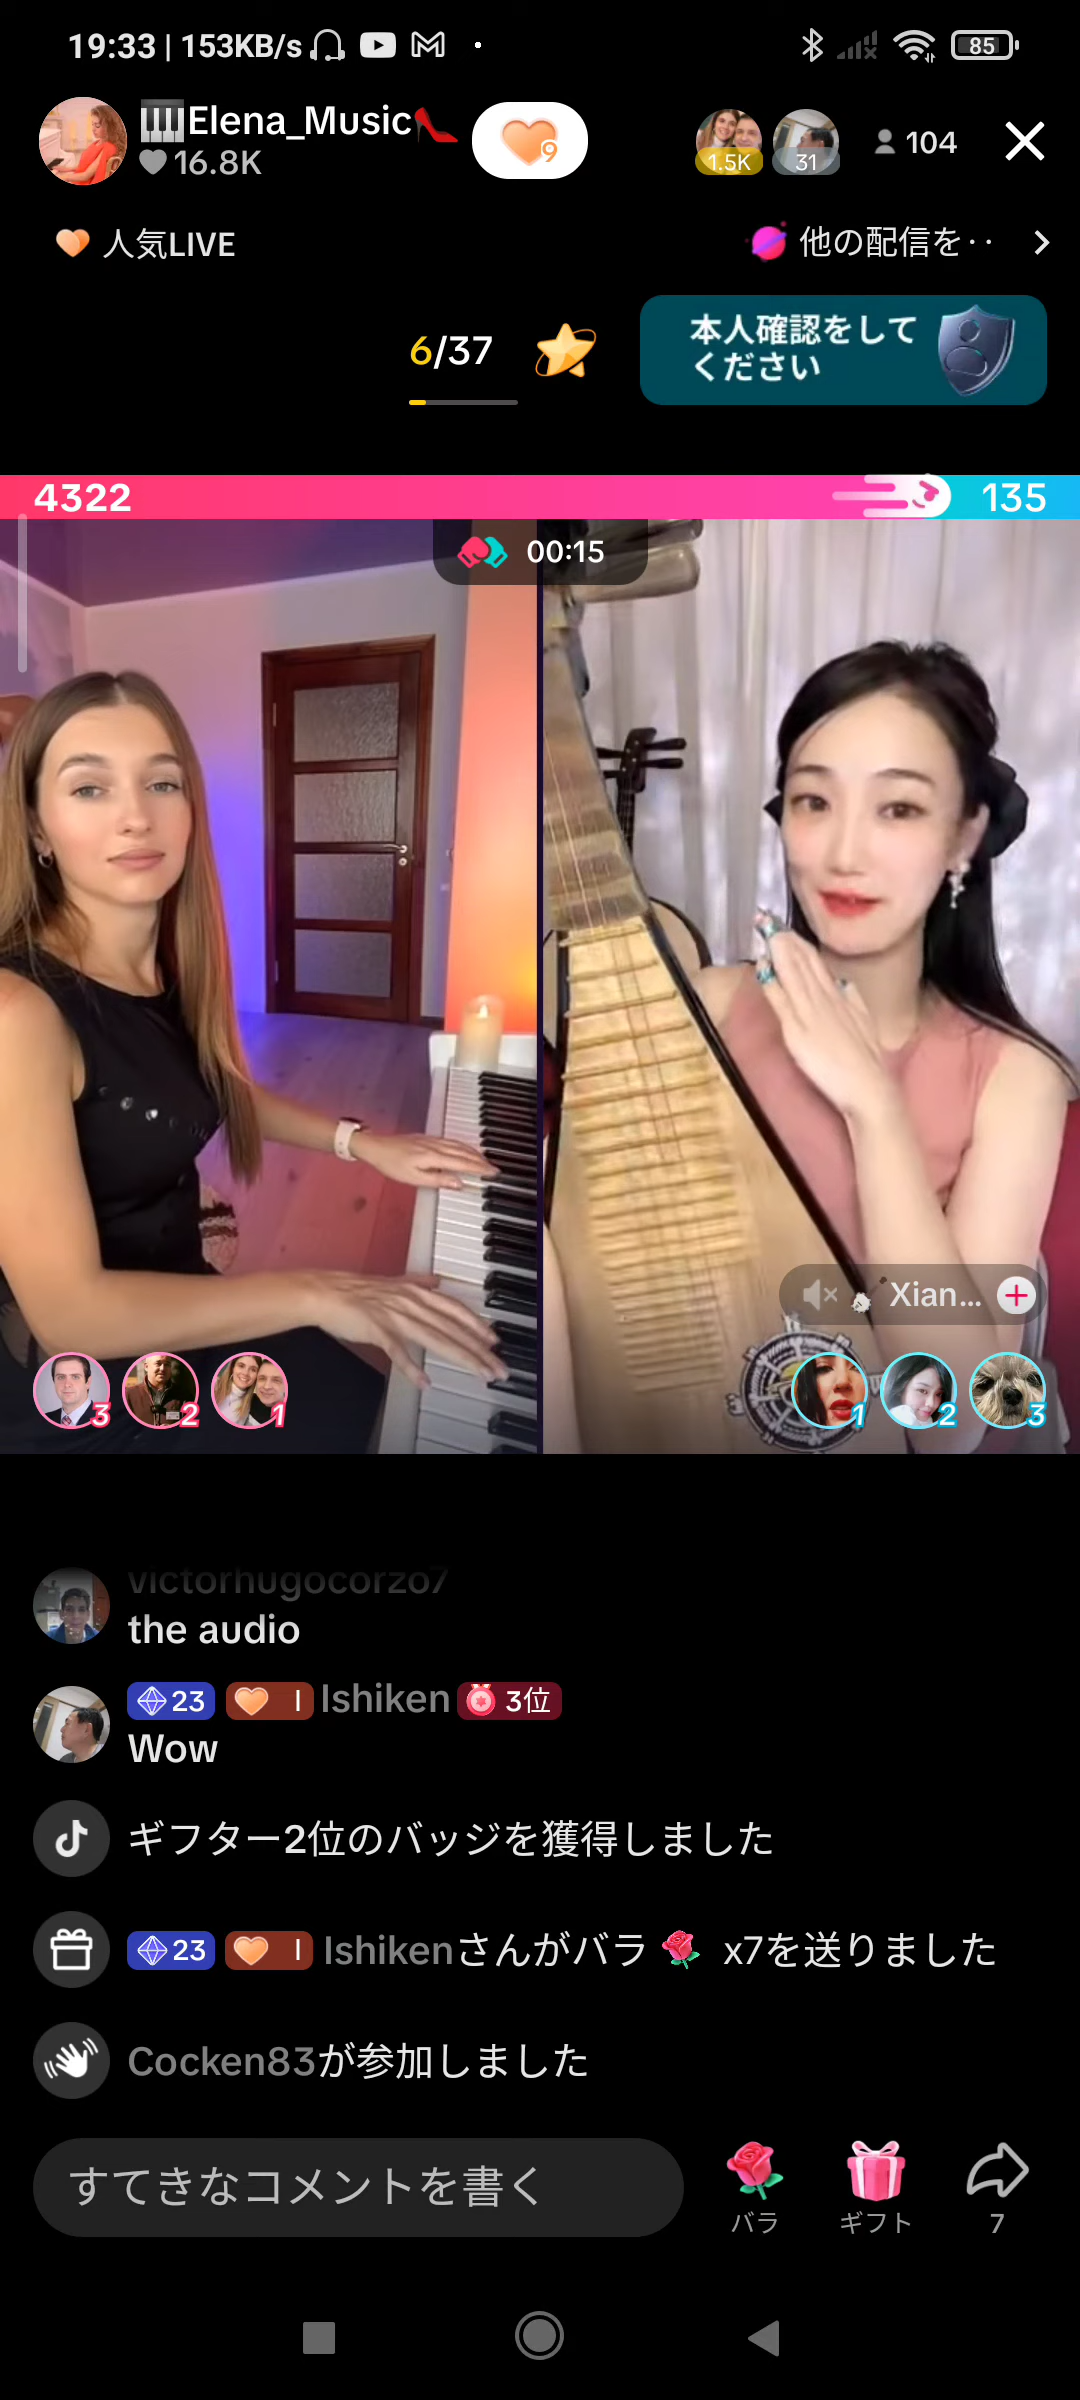 19:33 | 153KB/s
85
Elena_Music
16.8K
9
1.5K
31
104
人気LIVE
他の配信を··
6/37
本人確認をして
ください
4322
135
00:15
Xian...
3
2
1
1
2
3
victorhugocorzo7
the audio
23 I Ishiken 3位
Wow
ギフター2位のバッジを獲得しました
23 I Ishikenさんがバラ x7を送りました
Cocken83が参加しました
すてきなコメントを書く
バラ
ギフト
7